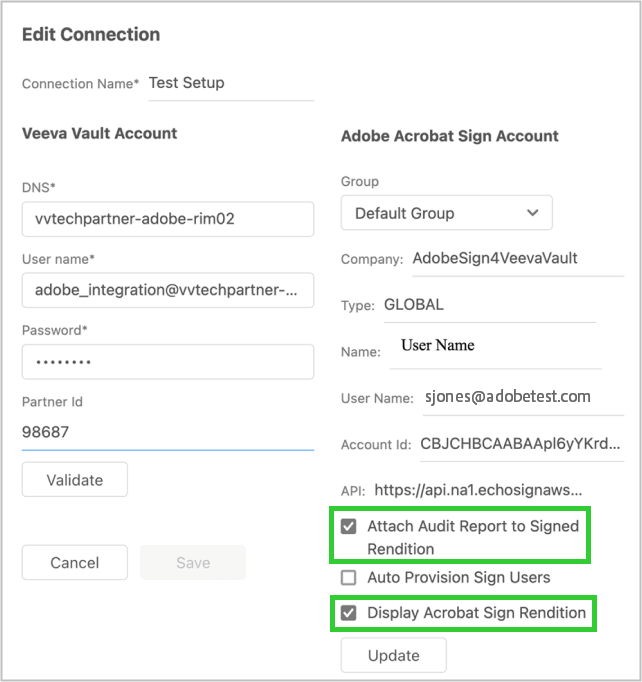 Edit Connection
Connection Name* Test Setup
Veeva Vault Account
DNS*
vvtechpartner-adobe-rim02
User name*
adobe_integration@vvtechpartner-...
Password*
••••••••
Partner Id
98687
Validate
Cancel
Save
Adobe Acrobat Sign Account
Group
Default Group
Company: AdobeSign4VeevaVault
Type: GLOBAL
Name: User Name
User Name: sjones@adobetest.com
Account Id: CBJCHBCAABAApl6yYKrd...
API: https://api.na1.echosignaws...
Attach Audit Report to Signed
Rendition
Auto Provision Sign Users
Display Acrobat Sign Rendition
Update